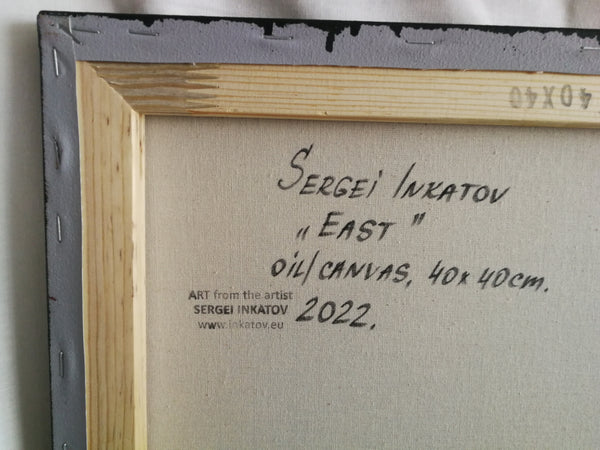 40X40
SERGEI INKATOV
„EAST"
OIL/CANVAS, 40x40cm.
2022.
ART from the artist
SERGEI INKATOV
www.inkatov.eu